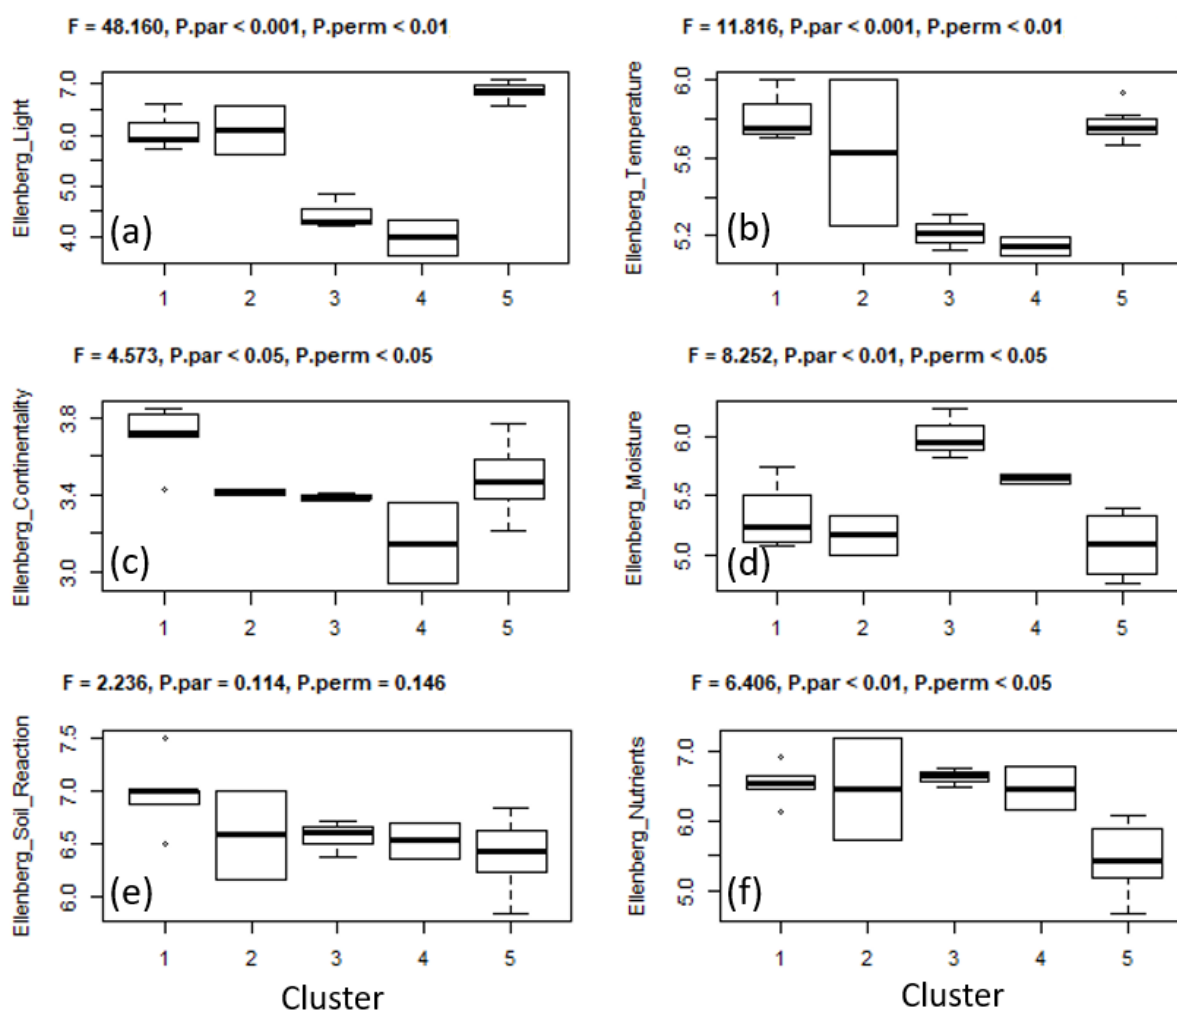 F = 48.160, P.par < 0.001, P.perm < 0.01
Ellenberg_Light
7.0
6.0
5.0
4.0
(a)
1 2 3 4 5
F = 11.816, P.par < 0.001, P.perm < 0.01
Ellenberg_Temperature
6.0
5.6
5.2
(b)
1 2 3 4 5
F = 4.573, P.par < 0.05, P.perm < 0.05
Ellenberg_Continentality
3.8
3.4
3.0
(c)
1 2 3 4 5
F = 8.252, P.par < 0.01, P.perm < 0.05
Ellenberg_Moisture
6.0
5.5
5.0
(d)
1 2 3 4 5
F = 2.236, P.par = 0.114, P.perm = 0.146
Ellenberg_Soil_Reaction
7.5
7.0
6.5
6.0
(e)
1 2 3 4 5
Cluster
F = 6.406, P.par < 0.01, P.perm < 0.05
Ellenberg_Nutrients
7.0
6.0
5.0
(f)
1 2 3 4 5
Cluster